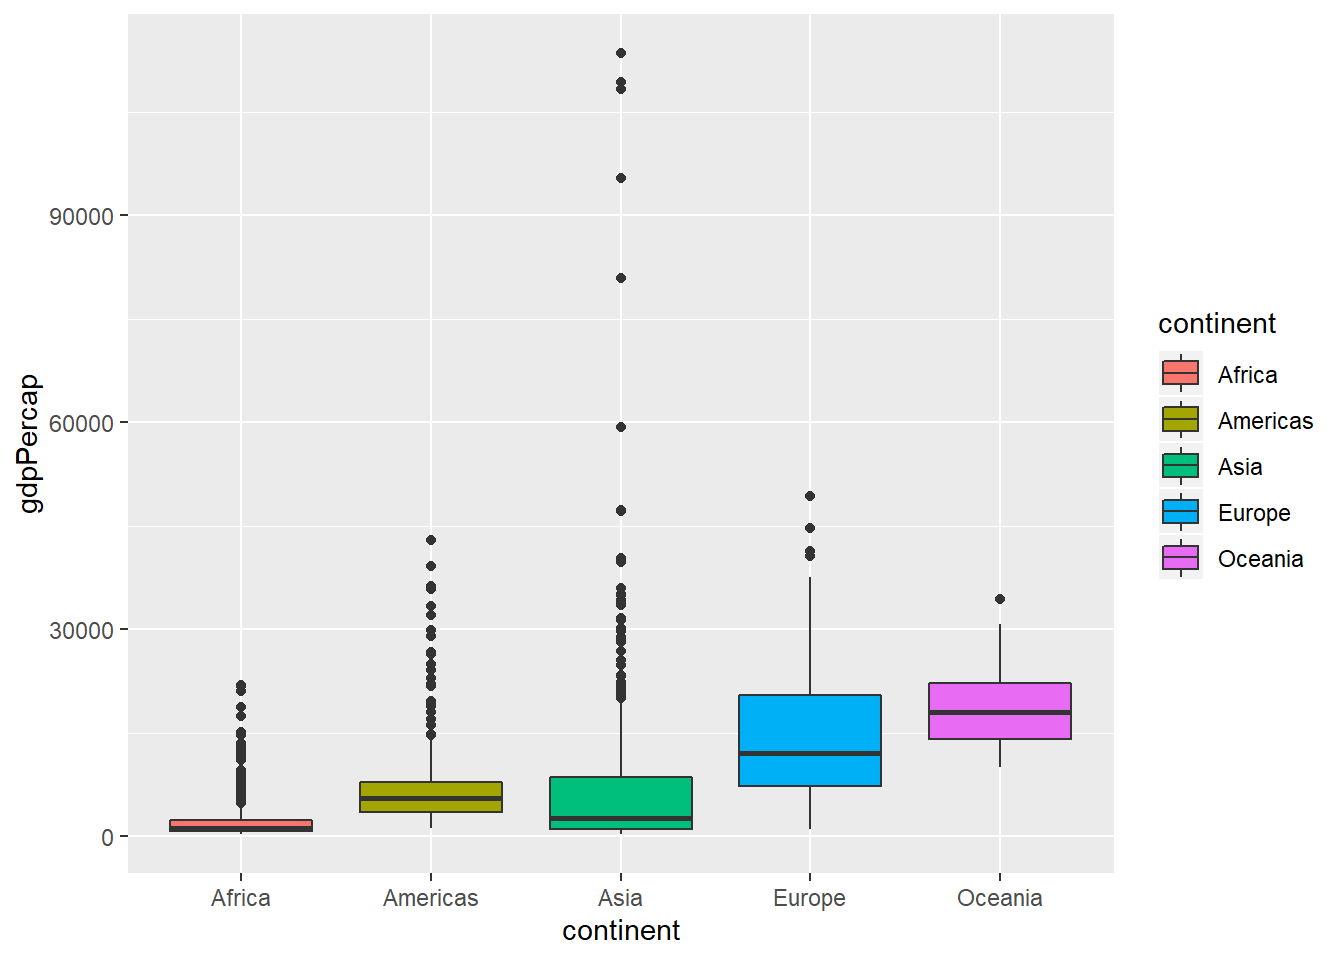 gdpPercap
90000
60000
30000
0
Africa
Americas
Asia
Europe
Oceania
continent
continent
Africa
Americas
Asia
Europe
Oceania